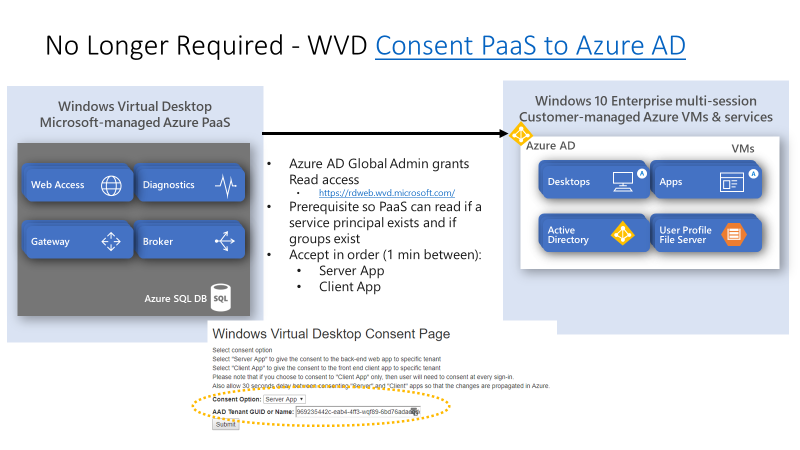 No Longer Required - WVD Consent PaaS to Azure AD
Windows Virtual Desktop
Microsoft-managed Azure PaaS
Web Access
Diagnostics
Gateway
Broker
Azure SQL DB
SQL
• Azure AD Global Admin grants
Read access
• https://rdweb.wvd.microsoft.com/
• Prerequisite so PaaS can read if a
service principal exists and if
groups exist
• Accept in order (1 min between):
• Server App
• Client App
Windows 10 Enterprise multi-session
Customer-managed Azure VMs & services
Azure AD
VMs
Desktops
A
Apps
A
Active
Directory
User Profile
File Server
Windows Virtual Desktop Consent Page
Select consent option
Select "Server App" to give the consent to the back-end web app to specific tenant
Select "Client App" to give the consent to the front end client app to specific tenant
Please note that if you choose to consent to "Client App" only, then user will need to consent at every sign-in.
Also allow 30 seconds delay between consenting "Server" and "Client" apps so that the changes are propagated in Azure.
Consent Option: Server App
AAD Tenant GUID or Name:
Submit